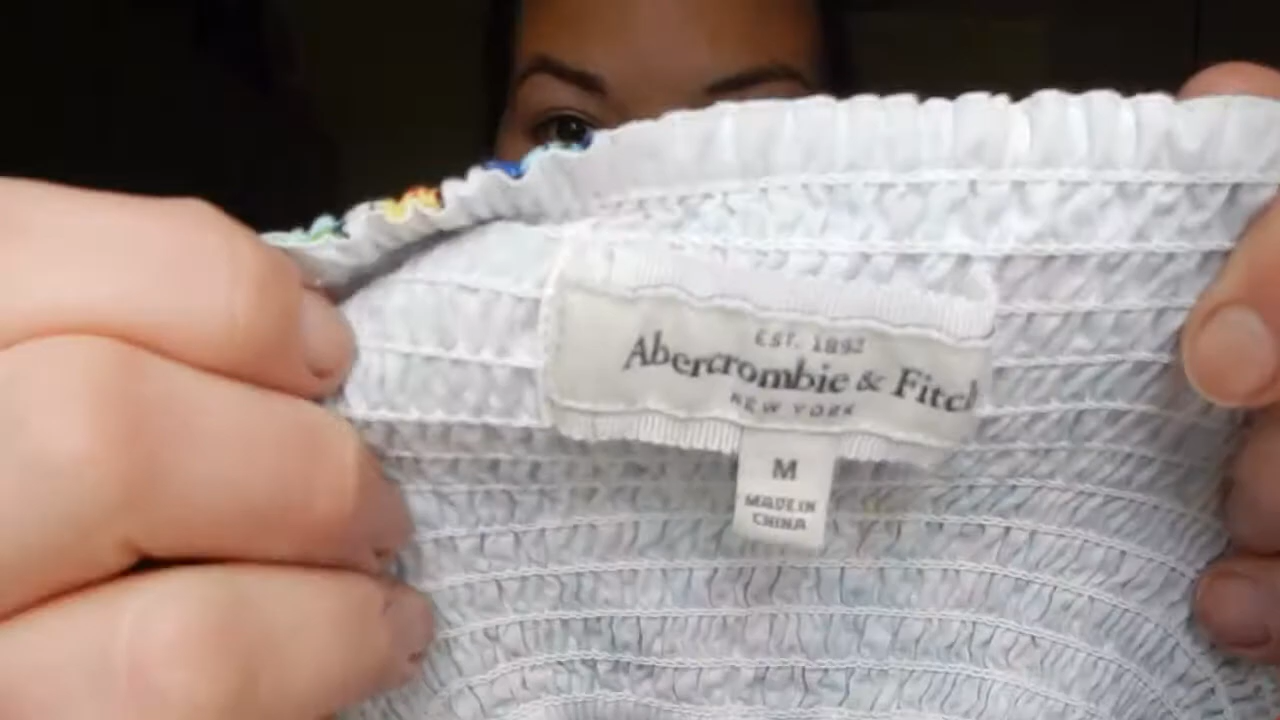 EST. 1892
Abercrombie & Fitch
NEW YORK
M
MADE IN
CHINA